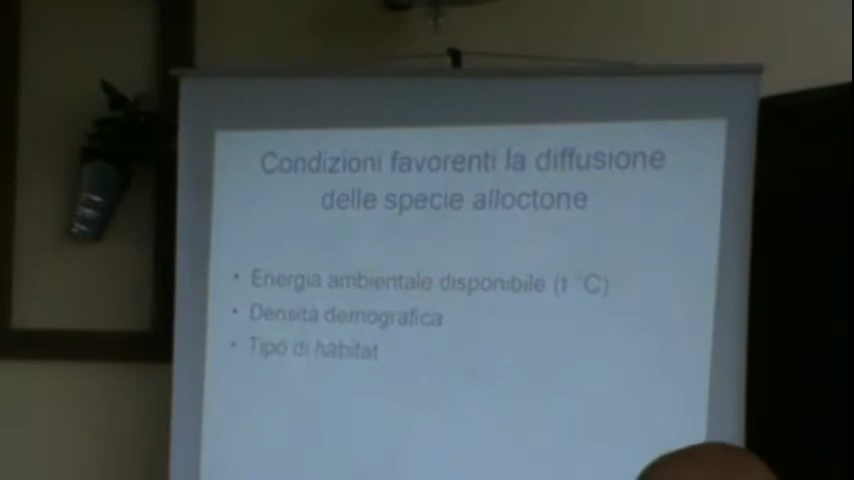 Condizioni favorenti la diffusione
delle specie alloctone
• Energia ambientale disponibile (t °C)
• Densità demografica
• Tipo di habitat